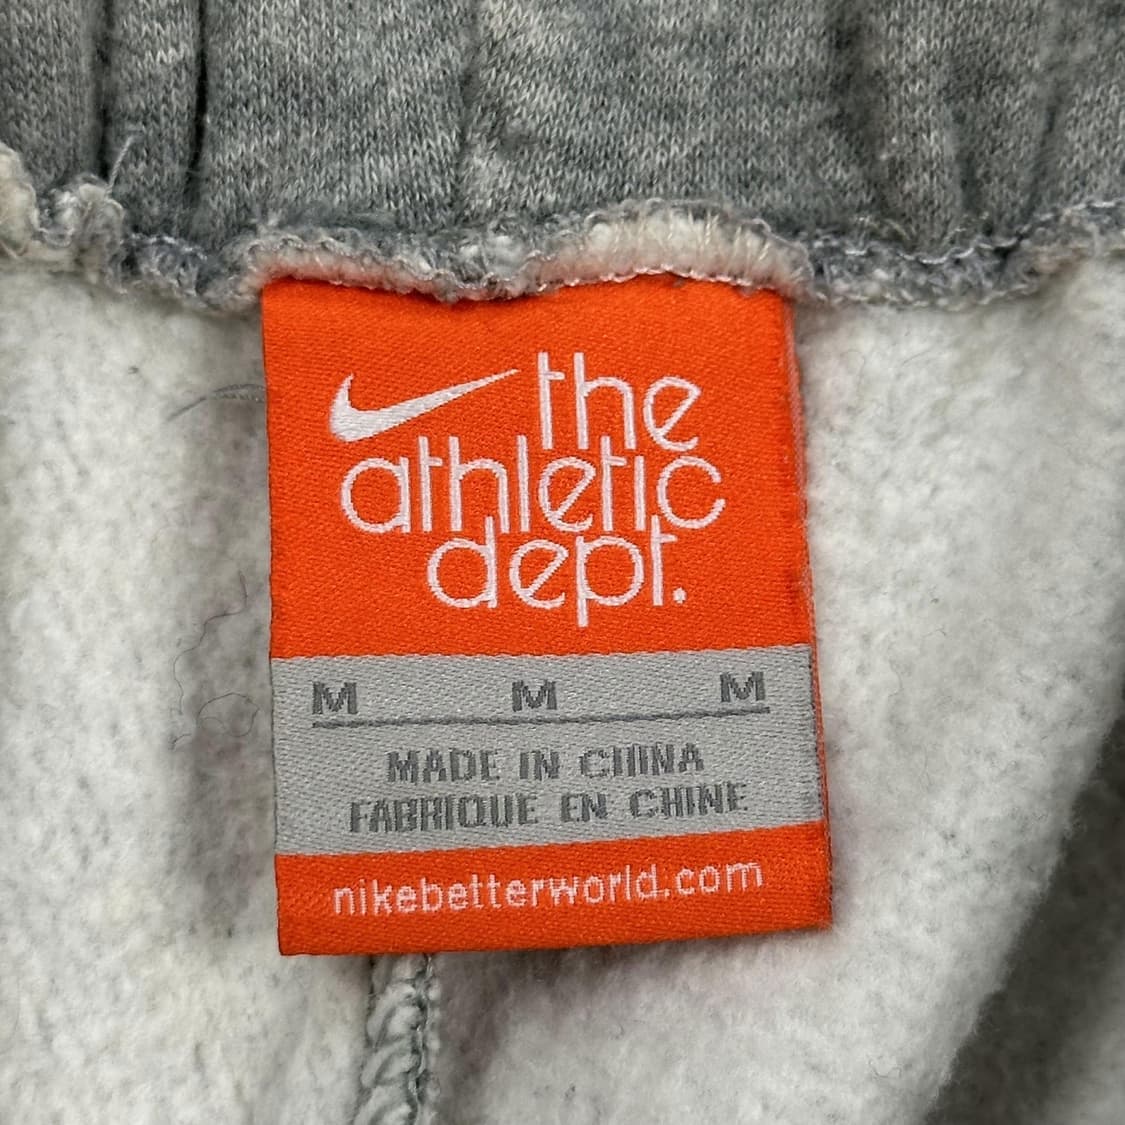 the
athletic
dept.
M M M
MADE IN CHINA
FABRIQUE EN CHINE
nikebetterworld.com